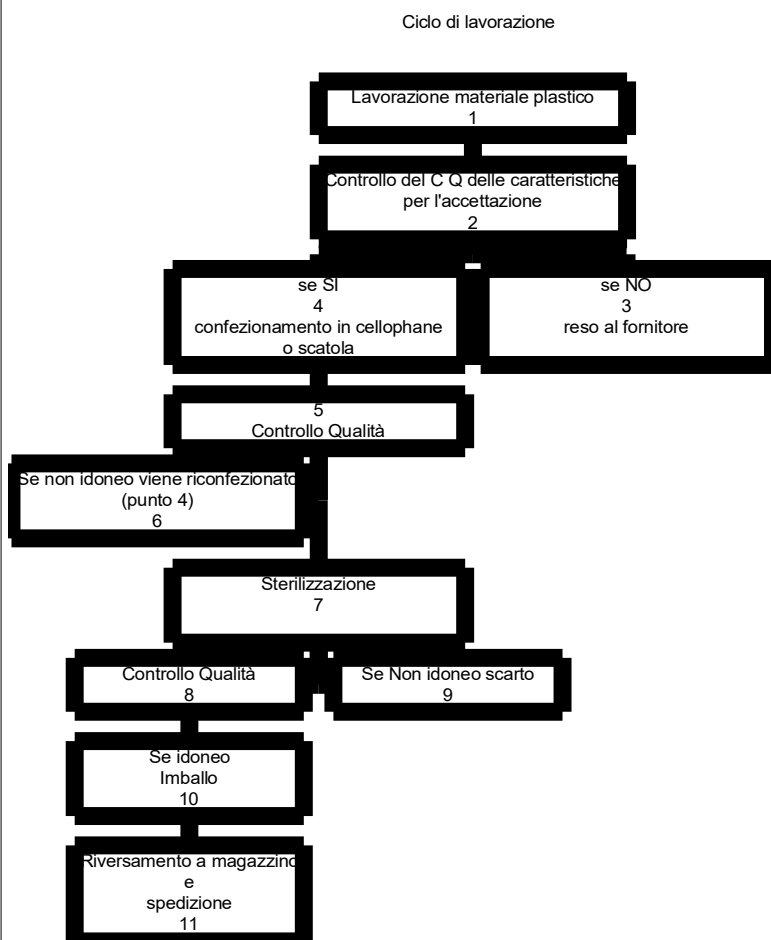 Ciclo di lavorazione
Lavorazione materiale plastico
1
Controllo del C Q delle caratteristiche
per l'accettazione
2
se SI
4
confezionamento in cellophane
o scatola
se NO
3
reso al fornitore
5
Controllo Qualità
Se non idoneo viene riconfezionato
(punto 4)
6
Sterilizzazione
7
Controllo Qualità
8
Se Non idoneo scarto
9
Se idoneo
Imballo
10
Riversamento a magazzino
e
spedizione
11